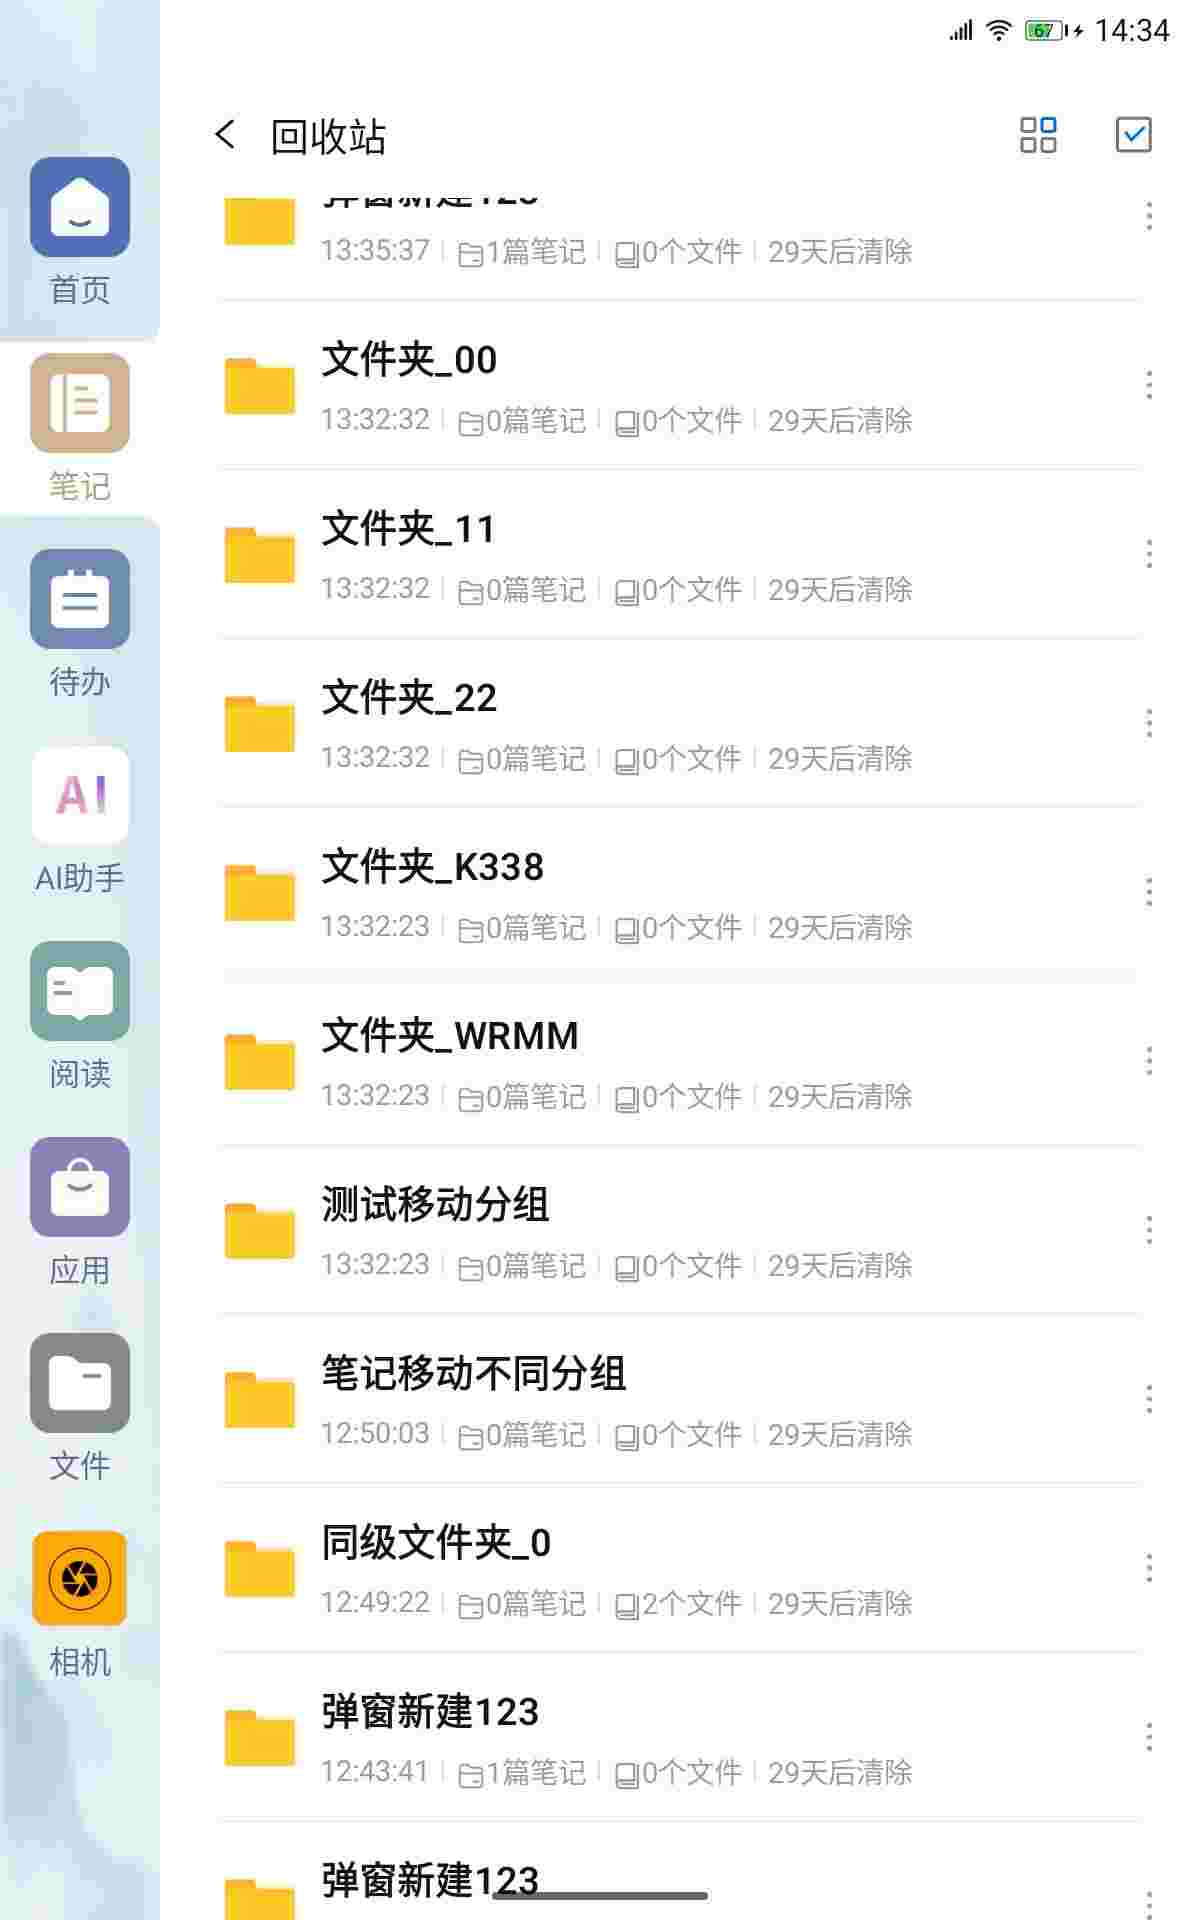 67 14:34
回收站
弹窗新建123
13:35:37 1篇笔记 0个文件 29天后清除
文件夹_00
13:32:32 0篇笔记 0个文件 29天后清除
文件夹_11
13:32:32 0篇笔记 0个文件 29天后清除
文件夹_22
13:32:32 0篇笔记 0个文件 29天后清除
文件夹_K338
13:32:23 0篇笔记 0个文件 29天后清除
文件夹_WRMM
13:32:23 0篇笔记 0个文件 29天后清除
测试移动分组
13:32:23 0篇笔记 0个文件 29天后清除
笔记移动不同分组
12:50:03 0篇笔记 0个文件 29天后清除
同级文件夹_0
12:49:22 0篇笔记 2个文件 29天后清除
弹窗新建123
12:43:41 1篇笔记 0个文件 29天后清除
弹窗新建123
首页
笔记
待办
AI
AI助手
阅读
应用
文件
相机